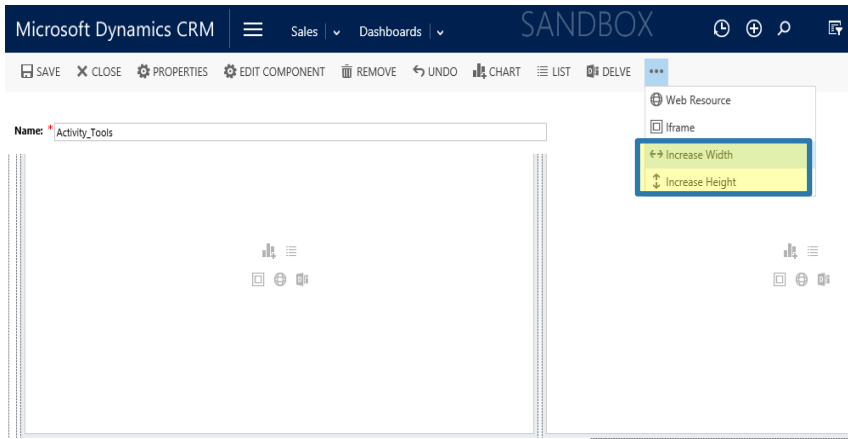 Microsoft Dynamics CRM Sales Dashboards SANDBOX
SAVE CLOSE PROPERTIES EDIT COMPONENT REMOVE UNDO CHART LIST DELVE
Web Resource
Iframe
Name: * Activity_Tools
Increase Width
Increase Height